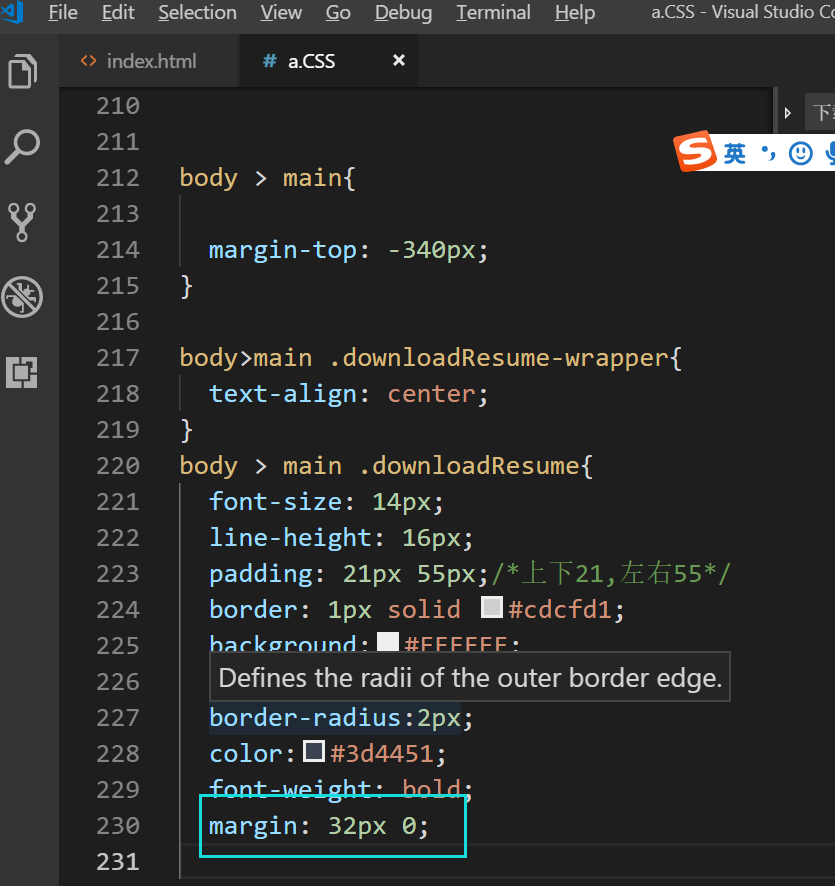 File Edit Selection View Go Debug Terminal Help a.CSS - Visual Studio Co
index.html # a.CSS ×
210
211
212 body > main{
213
214 margin-top: -340px;
215 }
216
217 body>main .downloadResume-wrapper{
218 text-align: center;
219 }
220 body > main .downloadResume{
221 font-size: 14px;
222 line-height: 16px;
223 padding: 21px 55px;/*上下21,左右55*/
224 border: 1px solid #cdcfd1;
225 background: #FFFFFF;
226
Defines the radii of the outer border edge.
227 border-radius:2px;
228 color: #3d4451;
229 font-weight: bold;
230 margin: 32px 0;
231
下
S 英